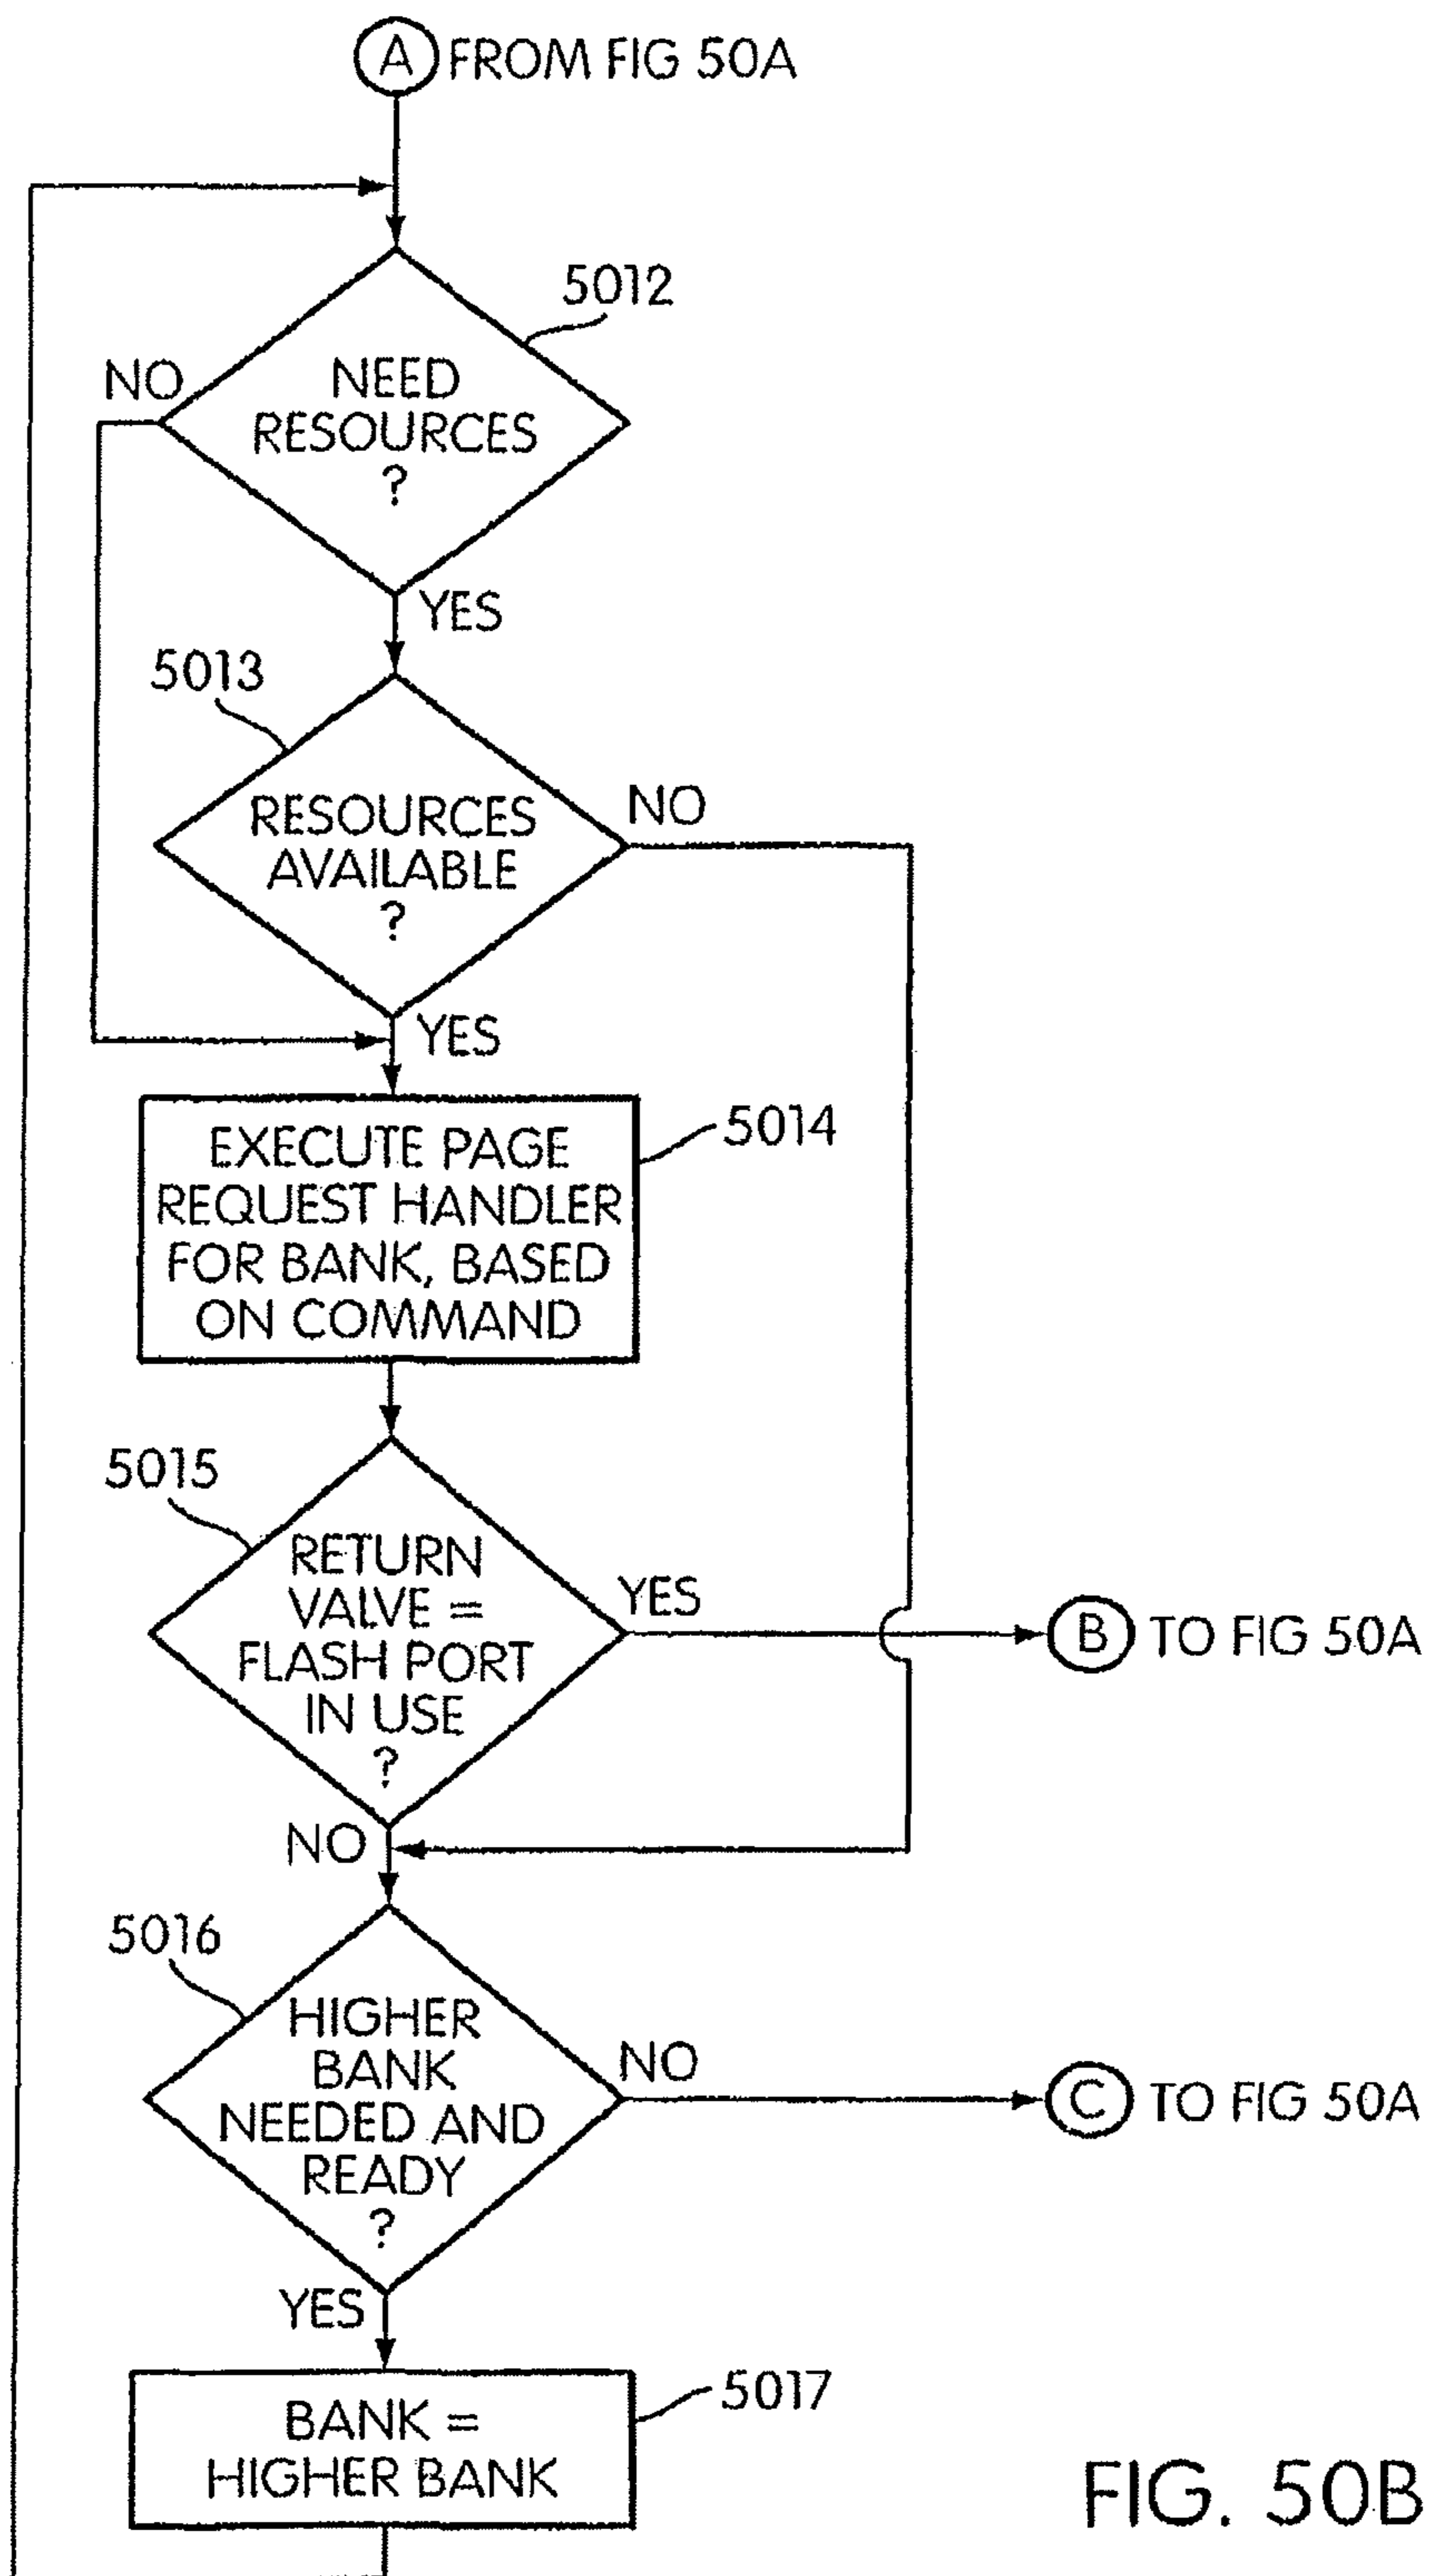 A FROM FIG 50A
5012
NO
NEED
RESOURCES
?
YES
5013
RESOURCES
AVAILABLE
?
NO
YES
EXECUTE PAGE
REQUEST HANDLER
FOR BANK, BASED
ON COMMAND
5014
5015
RETURN
VALVE =
FLASH PORT
IN USE
?
YES
B TO FIG 50A
NO
5016
HIGHER
BANK
NEEDED AND
READY
?
NO
C TO FIG 50A
YES
BANK =
HIGHER BANK
5017
FIG. 50B